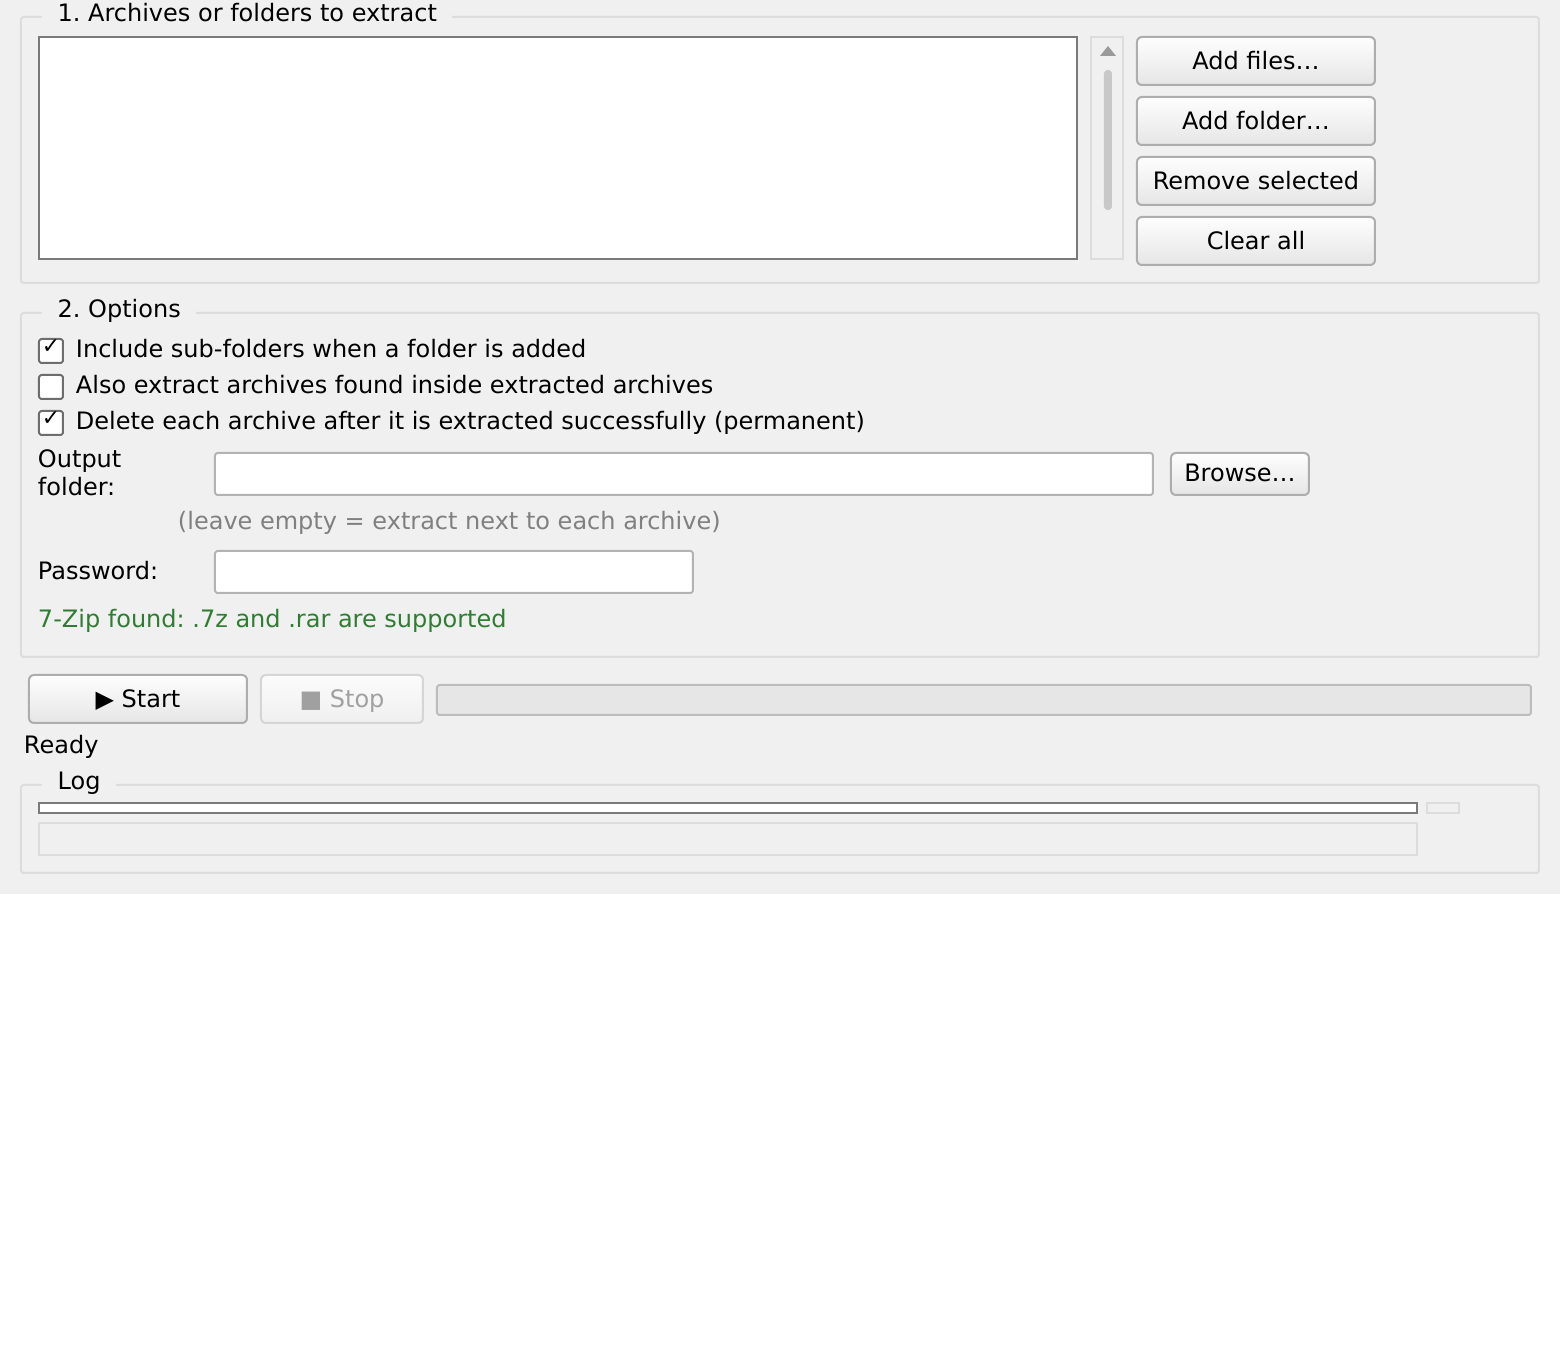 1. Archives or folders to extract
Add files...
Add folder...
Remove selected
Clear all
2. Options
Include sub-folders when a folder is added
Also extract archives found inside extracted archives
Delete each archive after it is extracted successfully (permanent)
Output
folder:
Browse...
(leave empty = extract next to each archive)
Password:
7-Zip found: .7z and .rar are supported
▶ Start
■ Stop
Ready
Log